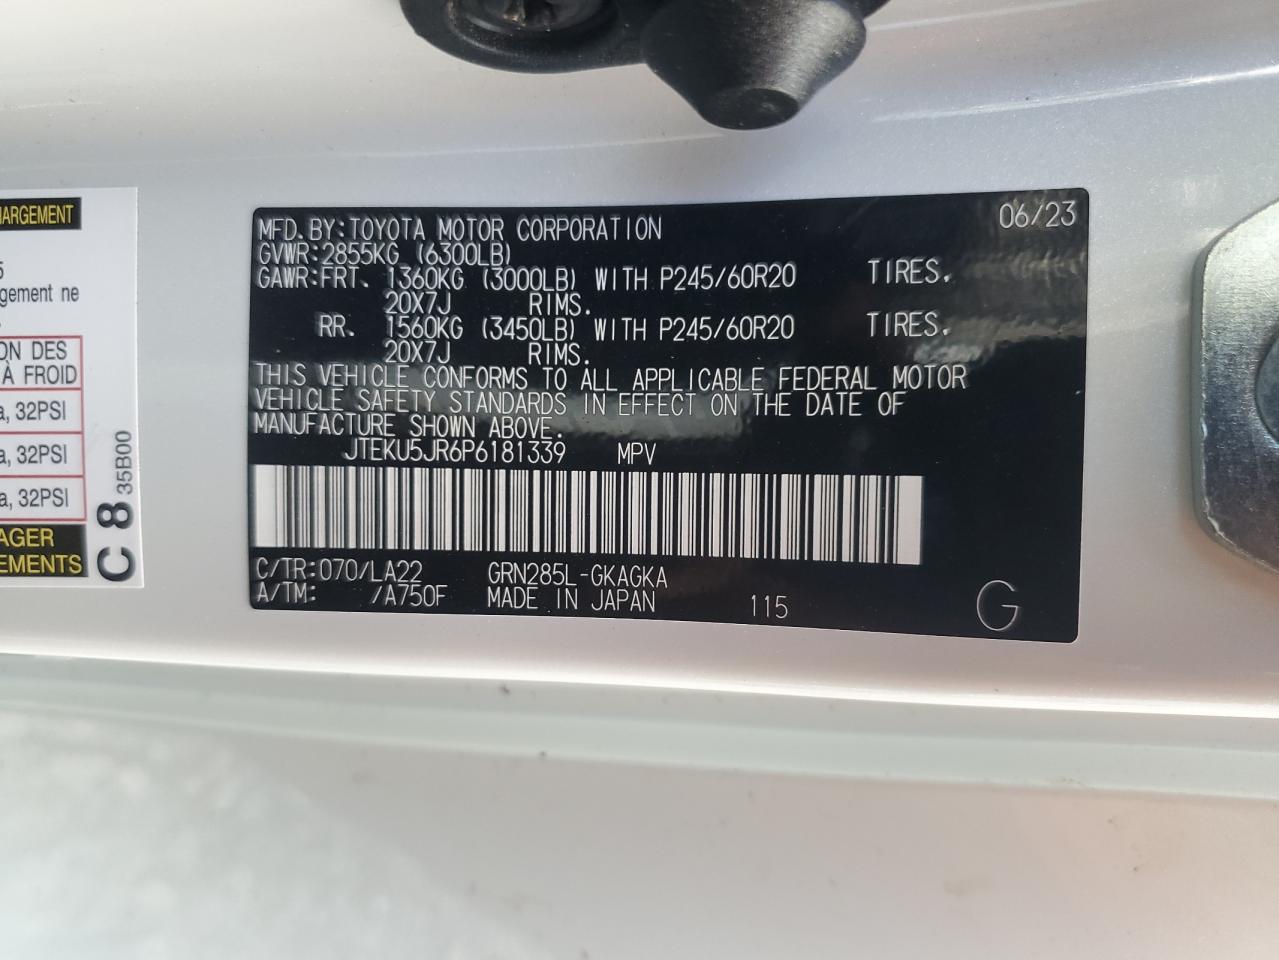 HARGEMENT
5
gement ne
ON DES
À FROID
a, 32PSI
a, 32PSI
a, 32PSI
AGER
EMENTS
C 8 35B00
MFD. BY:TOYOTA MOTOR CORPORATION 06/23
GVWR:2855KG (6300LB)
GAWR:FRT. 1360KG (3000LB) WITH P245/60R20 TIRES.
20X7J RIMS.
RR. 1560KG (3450LB) WITH P245/60R20 TIRES.
20X7J RIMS.
THIS VEHICLE CONFORMS TO ALL APPLICABLE FEDERAL MOTOR
VEHICLE SAFETY STANDARDS IN EFFECT ON THE DATE OF
MANUFACTURE SHOWN ABOVE.
JTEKU5JR6P6181339 MPV
C/TR:070/LA22 GRN285L-GKAGKA
A/TM: /A750F MADE IN JAPAN 115 G